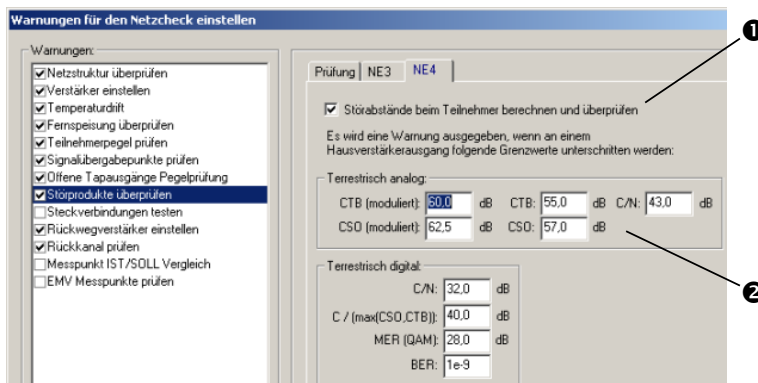 Warnungen für den Netzcheck einstellen
❶
Warnungen:
Netzstruktur überprüfen
Verstärker einstellen
Temperaturdrift
Fernspeisung überprüfen
Teilnehmerpegel prüfen
Signalübergabepunkte prüfen
Offene Tapausgänge Pegelprüfung
Störprodukte überprüfen
Steckverbindungen testen
Rückwegverstärker einstellen
Rückkanal prüfen
Messpunkt IST/SOLL Vergleich
EMV Messpunkte prüfen
Prüfung NE3 NE4
Störabstände beim Teilnehmer berechnen und überprüfen
Es wird eine Warnung ausgegeben, wenn an einem
Hausverstärkerausgang folgende Grenzwerte unterschritten werden:
Terrestrisch analog:
CTB (moduliert): 60,0 dB CTB: 55,0 dB C/N: 43,0 dB
CSO (moduliert): 62,5 dB CSO: 57,0 dB
❷
Terrestrisch digital:
C/N: 32,0 dB
C / (max(CSO,CTB)): 40,0 dB
MER (QAM): 28,0 dB
BER: 1e-9